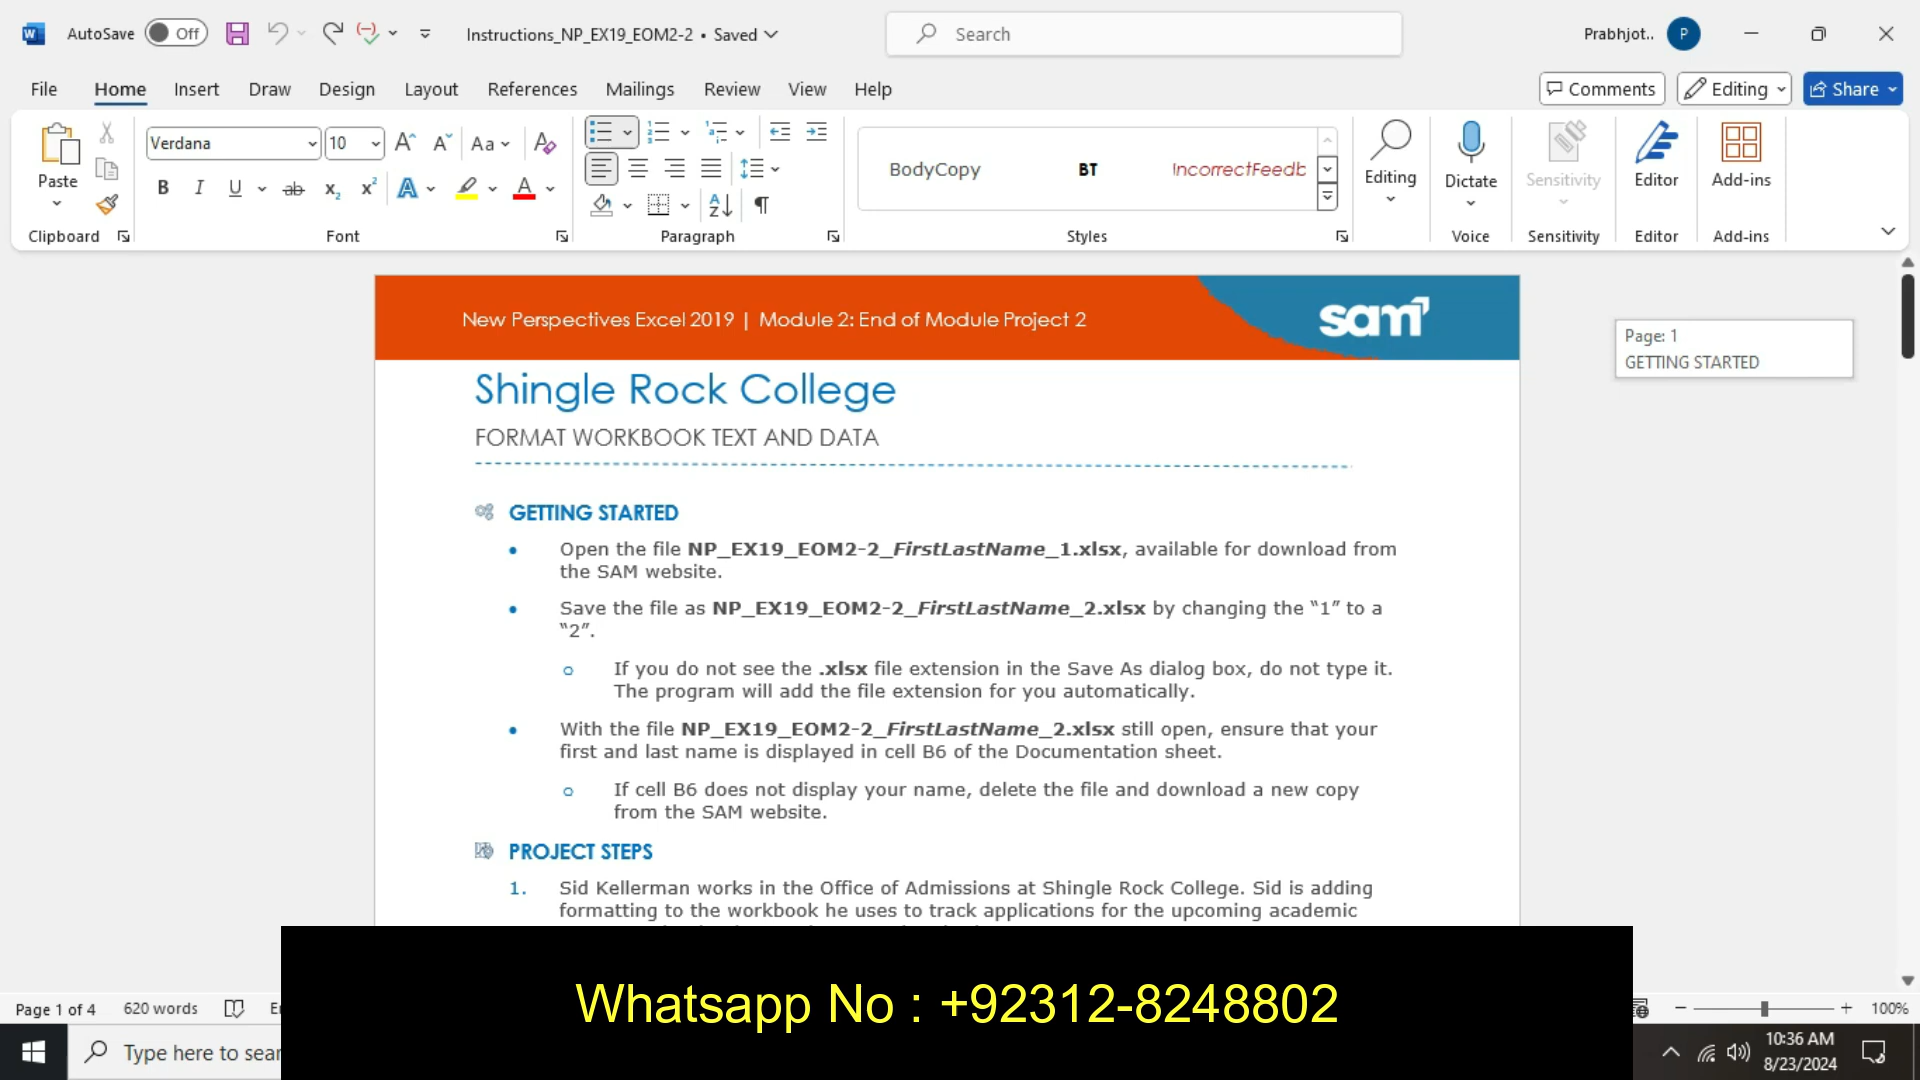 AutoSave Off Instructions_NP_EX19_EOM2-2 • Saved Search Prabhjot.. P
File Home Insert Draw Design Layout References Mailings Review View Help Comments Editing Share
Paste Verdana 10 Aa BodyCopy BT IncorrectFeedb Editing Dictate Sensitivity Editor Add-ins
B I U ab x₂ x² A A
Clipboard Font Paragraph Styles Voice Sensitivity Editor Add-ins
New Perspectives Excel 2019 | Module 2: End of Module Project 2 sam
Page: 1
GETTING STARTED
Shingle Rock College
FORMAT WORKBOOK TEXT AND DATA
GETTING STARTED
• Open the file NP_EX19_EOM2-2_FirstLastName_1.xlsx, available for download from
the SAM website.
• Save the file as NP_EX19_EOM2-2_FirstLastName_2.xlsx by changing the “1” to a
“2”.
o If you do not see the .xlsx file extension in the Save As dialog box, do not type it.
The program will add the file extension for you automatically.
• With the file NP_EX19_EOM2-2_FirstLastName_2.xlsx still open, ensure that your
first and last name is displayed in cell B6 of the Documentation sheet.
o If cell B6 does not display your name, delete the file and download a new copy
from the SAM website.
PROJECT STEPS
1. Sid Kellerman works in the Office of Admissions at Shingle Rock College. Sid is adding
formatting to the workbook he uses to track applications for the upcoming academic
Whatsapp No : +92312-8248802
Page 1 of 4 620 words 100%
Type here to sear 10:36 AM
8/23/2024